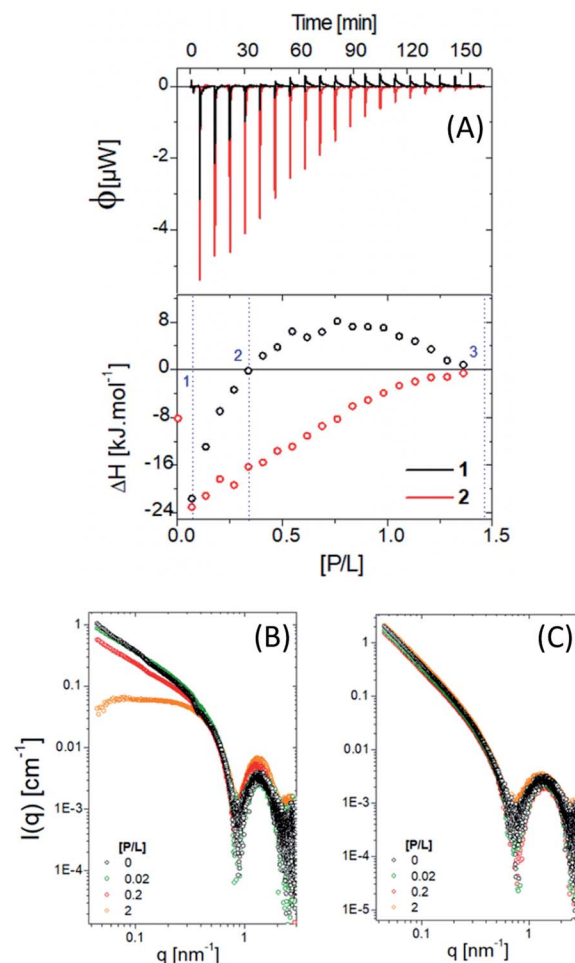 Time [min]
0 30 60 90 120 150
(A)
0
-2
-4
ϕ[µW]
8
0
-8
-16
-24
ΔH [kJ.mol⁻¹]
1
2
3
1
2
0.0 0.5 1.0 1.5
[P/L]
(B)
1
0.1
0.01
1E-3
1E-4
I(q) [cm⁻¹]
[P/L]
0
0.02
0.2
2
0.1 1
q [nm⁻¹]
(C)
1
0.1
0.01
1E-3
1E-4
1E-5
[P/L]
0
0.02
0.2
2
0.1 1
q [nm⁻¹]